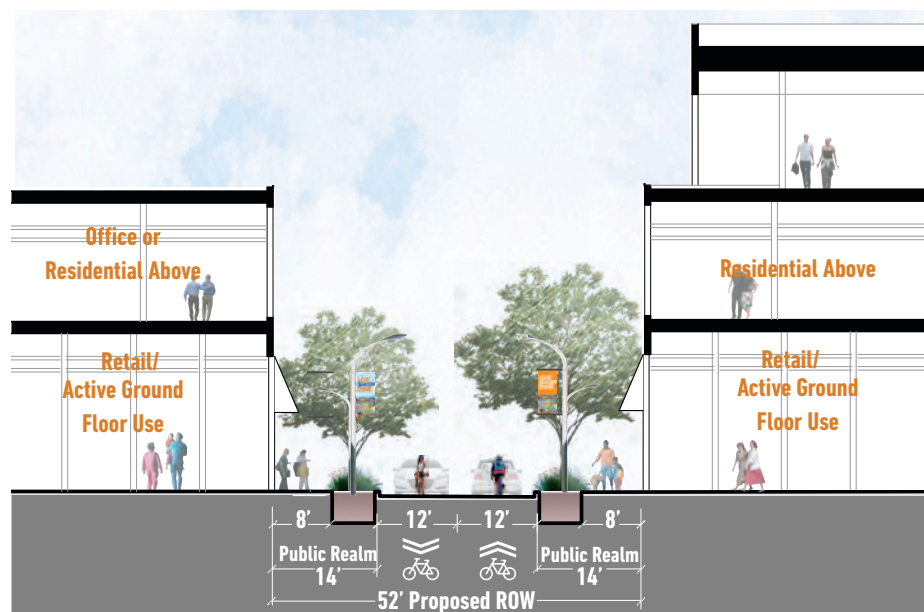 Office or
Residential Above
Residential Above
Retail/
Active Ground
Floor Use
Retail/
Active Ground
Floor Use
8'
12'
12'
8'
Public Realm
14'
Public Realm
14'
52' Proposed ROW